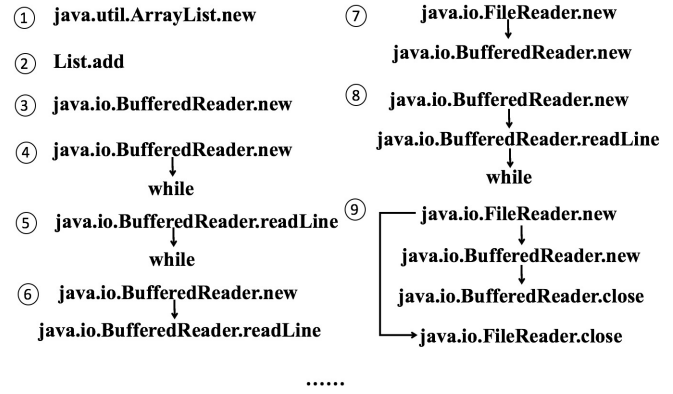 ① java.util.ArrayList.new
② List.add
③ java.io.BufferedReader.new
④ java.io.BufferedReader.new
while
⑤ java.io.BufferedReader.readLine
while
⑥ java.io.BufferedReader.new
java.io.BufferedReader.readLine
⑦ java.io.FileReader.new
java.io.BufferedReader.new
⑧ java.io.BufferedReader.new
java.io.BufferedReader.readLine
while
⑨ java.io.FileReader.new
java.io.BufferedReader.new
java.io.BufferedReader.close
java.io.FileReader.close
......